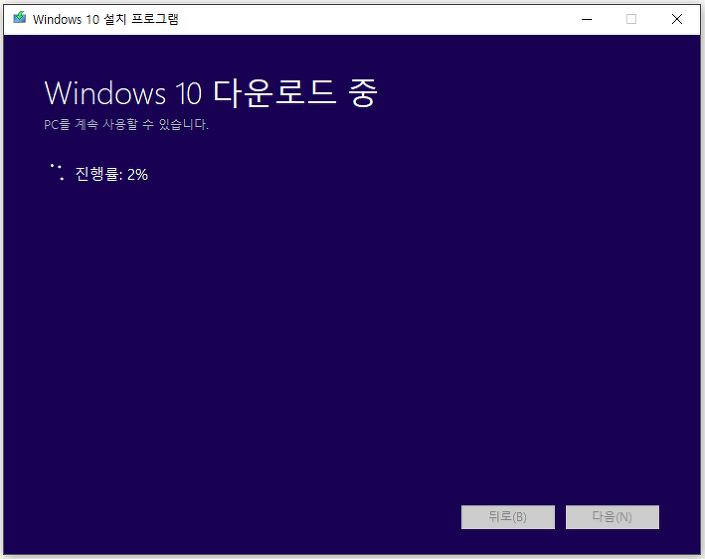 Windows 10 설치 프로그램
Windows 10 다운로드 중
PC를 계속 사용할 수 있습니다.
진행률: 2%
뒤로(B)
다음(N)